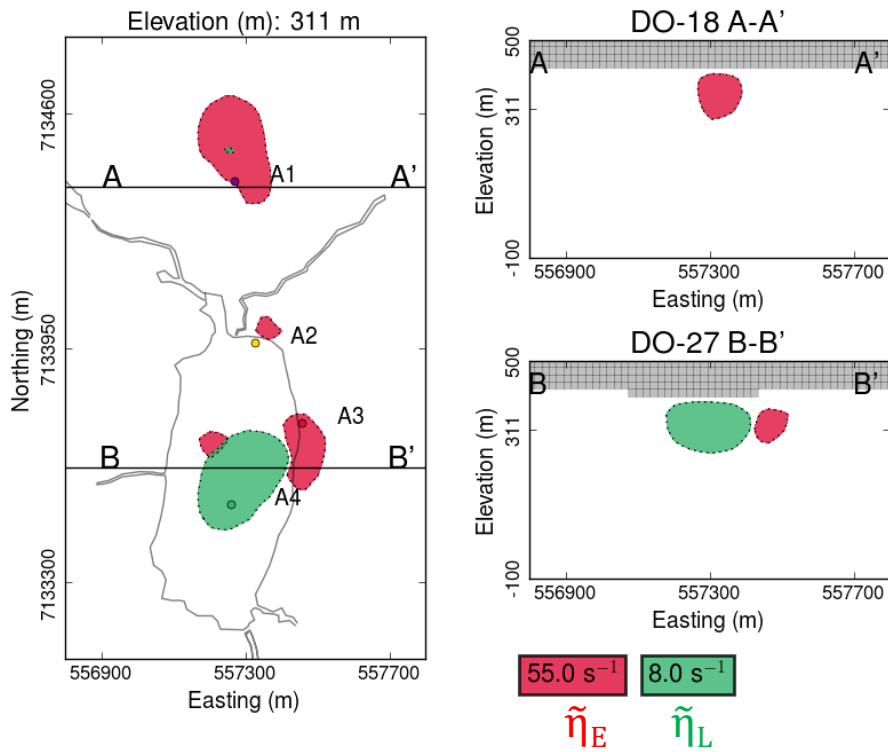 Elevation (m): 311 m
7134600
7133950
7133300
Northing (m)
A
A1
A'
A2
A3
B
B'
A4
556900
557300
557700
Easting (m)
DO-18 A-A'
500
311
-100
Elevation (m)
A
A'
556900
557300
557700
Easting (m)
DO-27 B-B'
500
311
-100
Elevation (m)
B
B'
556900
557300
557700
Easting (m)
55.0 s⁻¹
8.0 s⁻¹
η̃E
η̃L